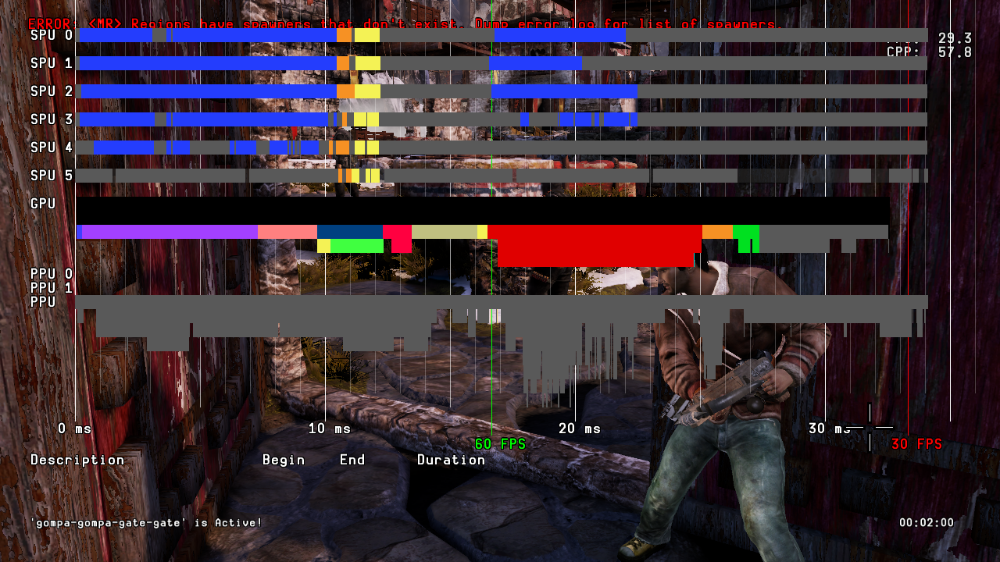 ERROR: <MR> Regions have spawners that don't exist. Dump error log for list of spawners.
SPU 0
29.3
CPP: 57.8
SPU 1
SPU 2
SPU 3
SPU 4
SPU 5
GPU
PPU 0
PPU 1
PPU
0 ms 10 ms 20 ms 30 ms
60 FPS 30 FPS
Description Begin End Duration
'gompa-gompa-gate-gate' is Active!
00:02:00